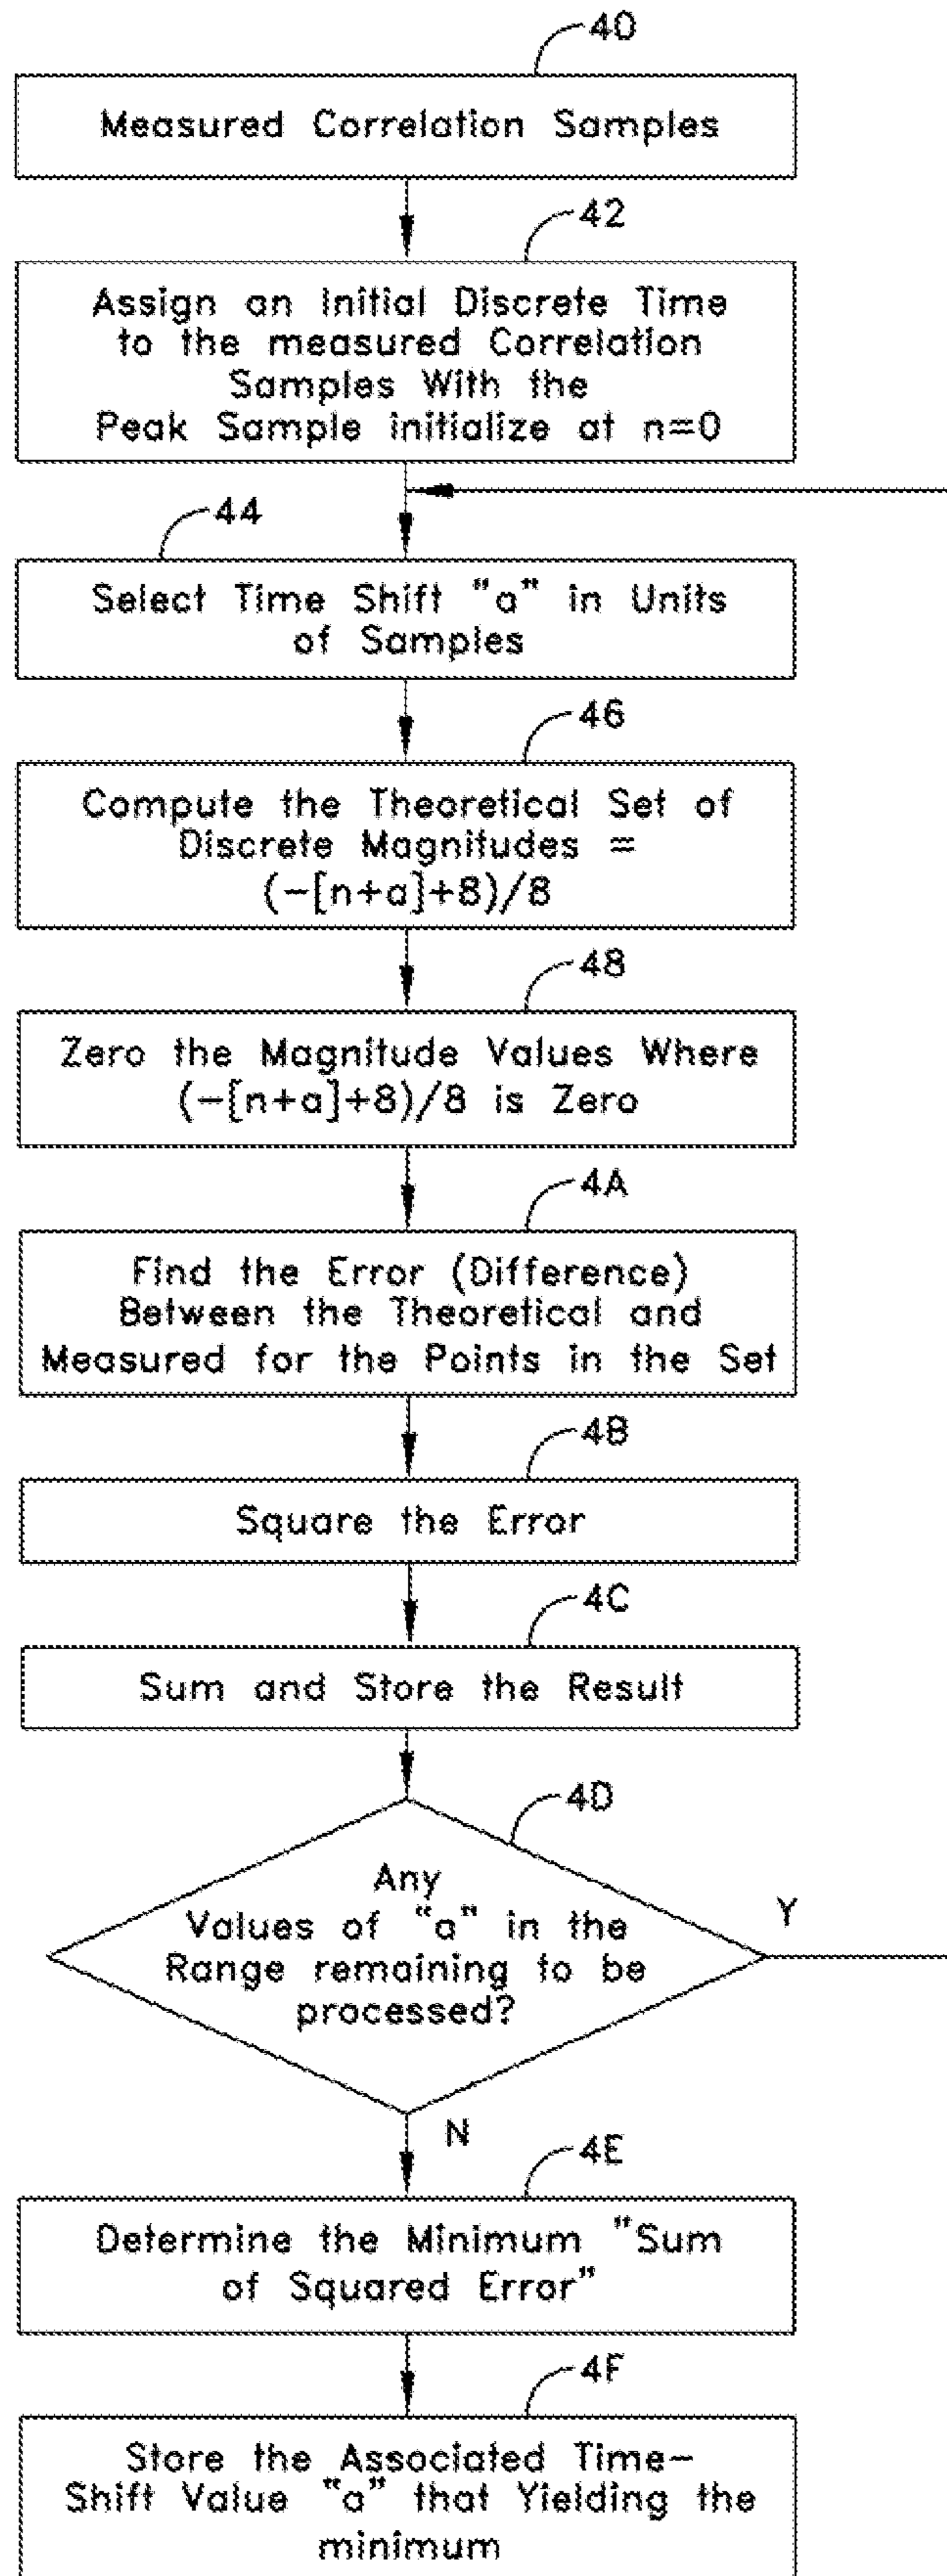 40
Measured Correlation Samples
42
Assign an Initial Discrete Time
to the measured Correlation
Samples With the
Peak Sample initialize at n=0
44
Select Time Shift "a" in Units
of Samples
46
Compute the Theoretical Set of
Discrete Magnitudes =
(-[n+a]+8)/8
48
Zero the Magnitude Values Where
(-[n+a]+8)/8 is Zero
4A
Find the Error (Difference)
Between the Theoretical and
Measured for the Points in the Set
4B
Square the Error
4C
Sum and Store the Result
4D
Any
Values of "a" in the
Range remaining to be
processed?
Y
N
4E
Determine the Minimum "Sum
of Squared Error"
4F
Store the Associated Time-
Shift Value "a" that Yielding the
minimum